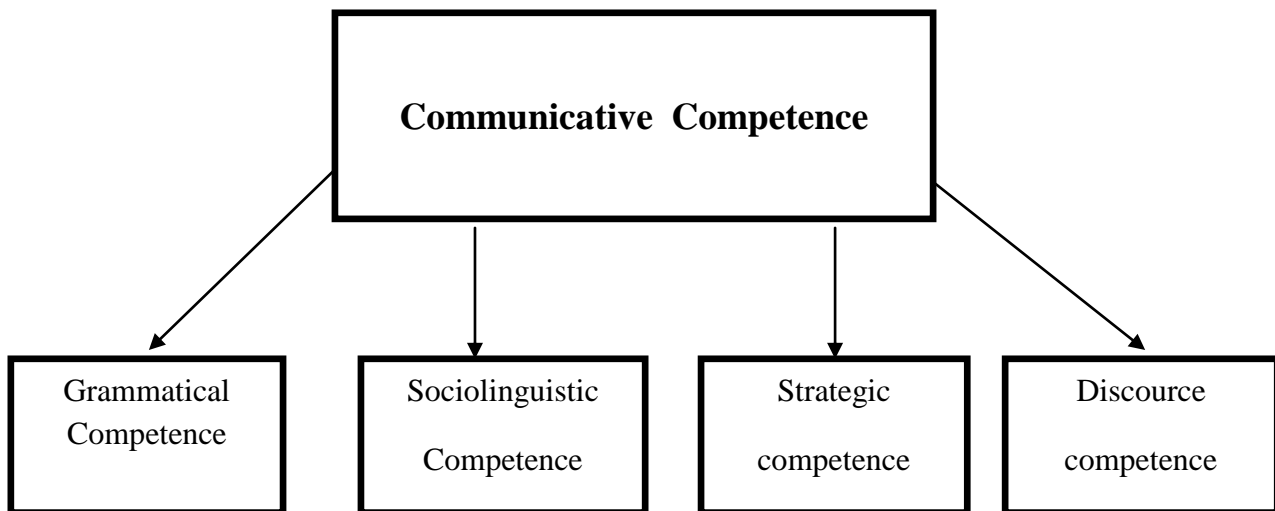 Communicative Competence
Grammatical
Competence
Sociolinguistic
Competence
Strategic
competence
Discource
competence